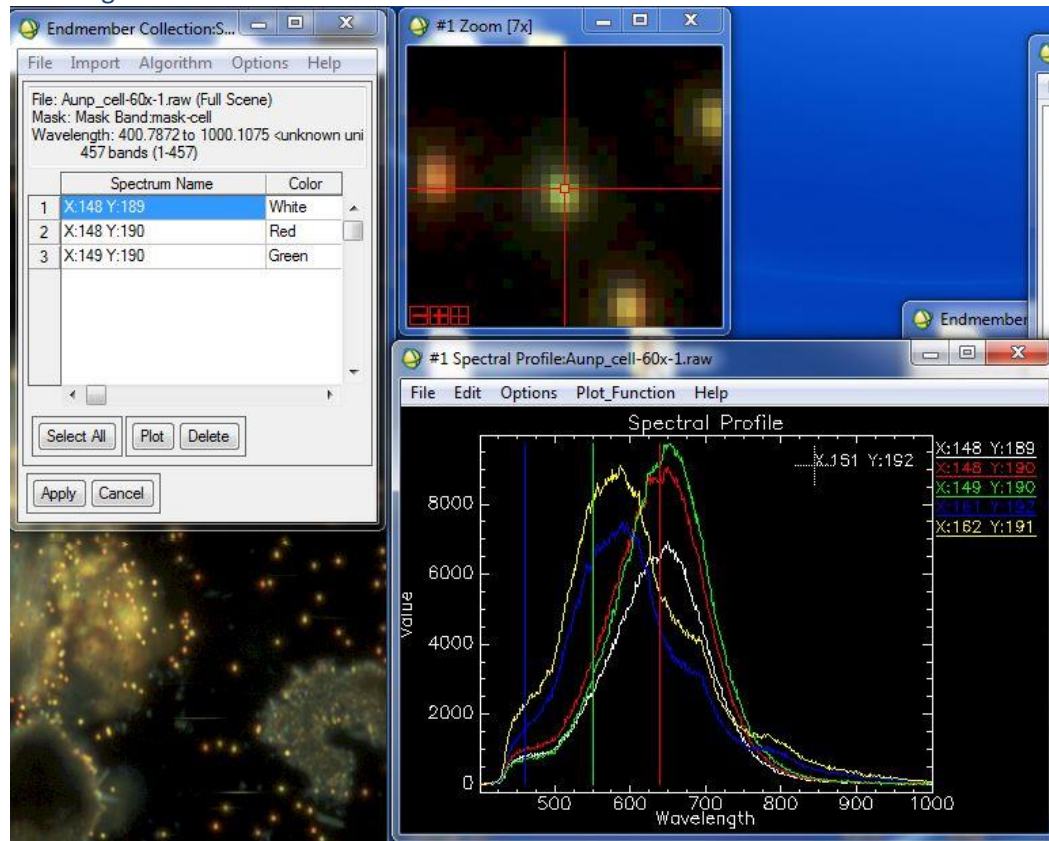 Endmember Collection:S...
File Import Algorithm Options Help
File: Aunp_cell-60x-1.raw (Full Scene)
Mask: Mask Band:mask-cell
Wavelength: 400.7872 to 1000.1075 <unknown uni
457 bands (1-457)
Spectrum Name Color
1 X:148 Y:189 White
2 X:148 Y:190 Red
3 X:149 Y:190 Green
Select All Plot Delete
Apply Cancel
#1 Zoom [7x]
Endmember
#1 Spectral Profile:Aunp_cell-60x-1.raw
File Edit Options Plot_Function Help
Spectral Profile
X:161 Y:192
X:148 Y:189
X:148 Y:190
X:149 Y:190
X:161 Y:192
X:162 Y:191
8000
6000
4000
2000
0
Value
500 600 700 800 900 1000
Wavelength